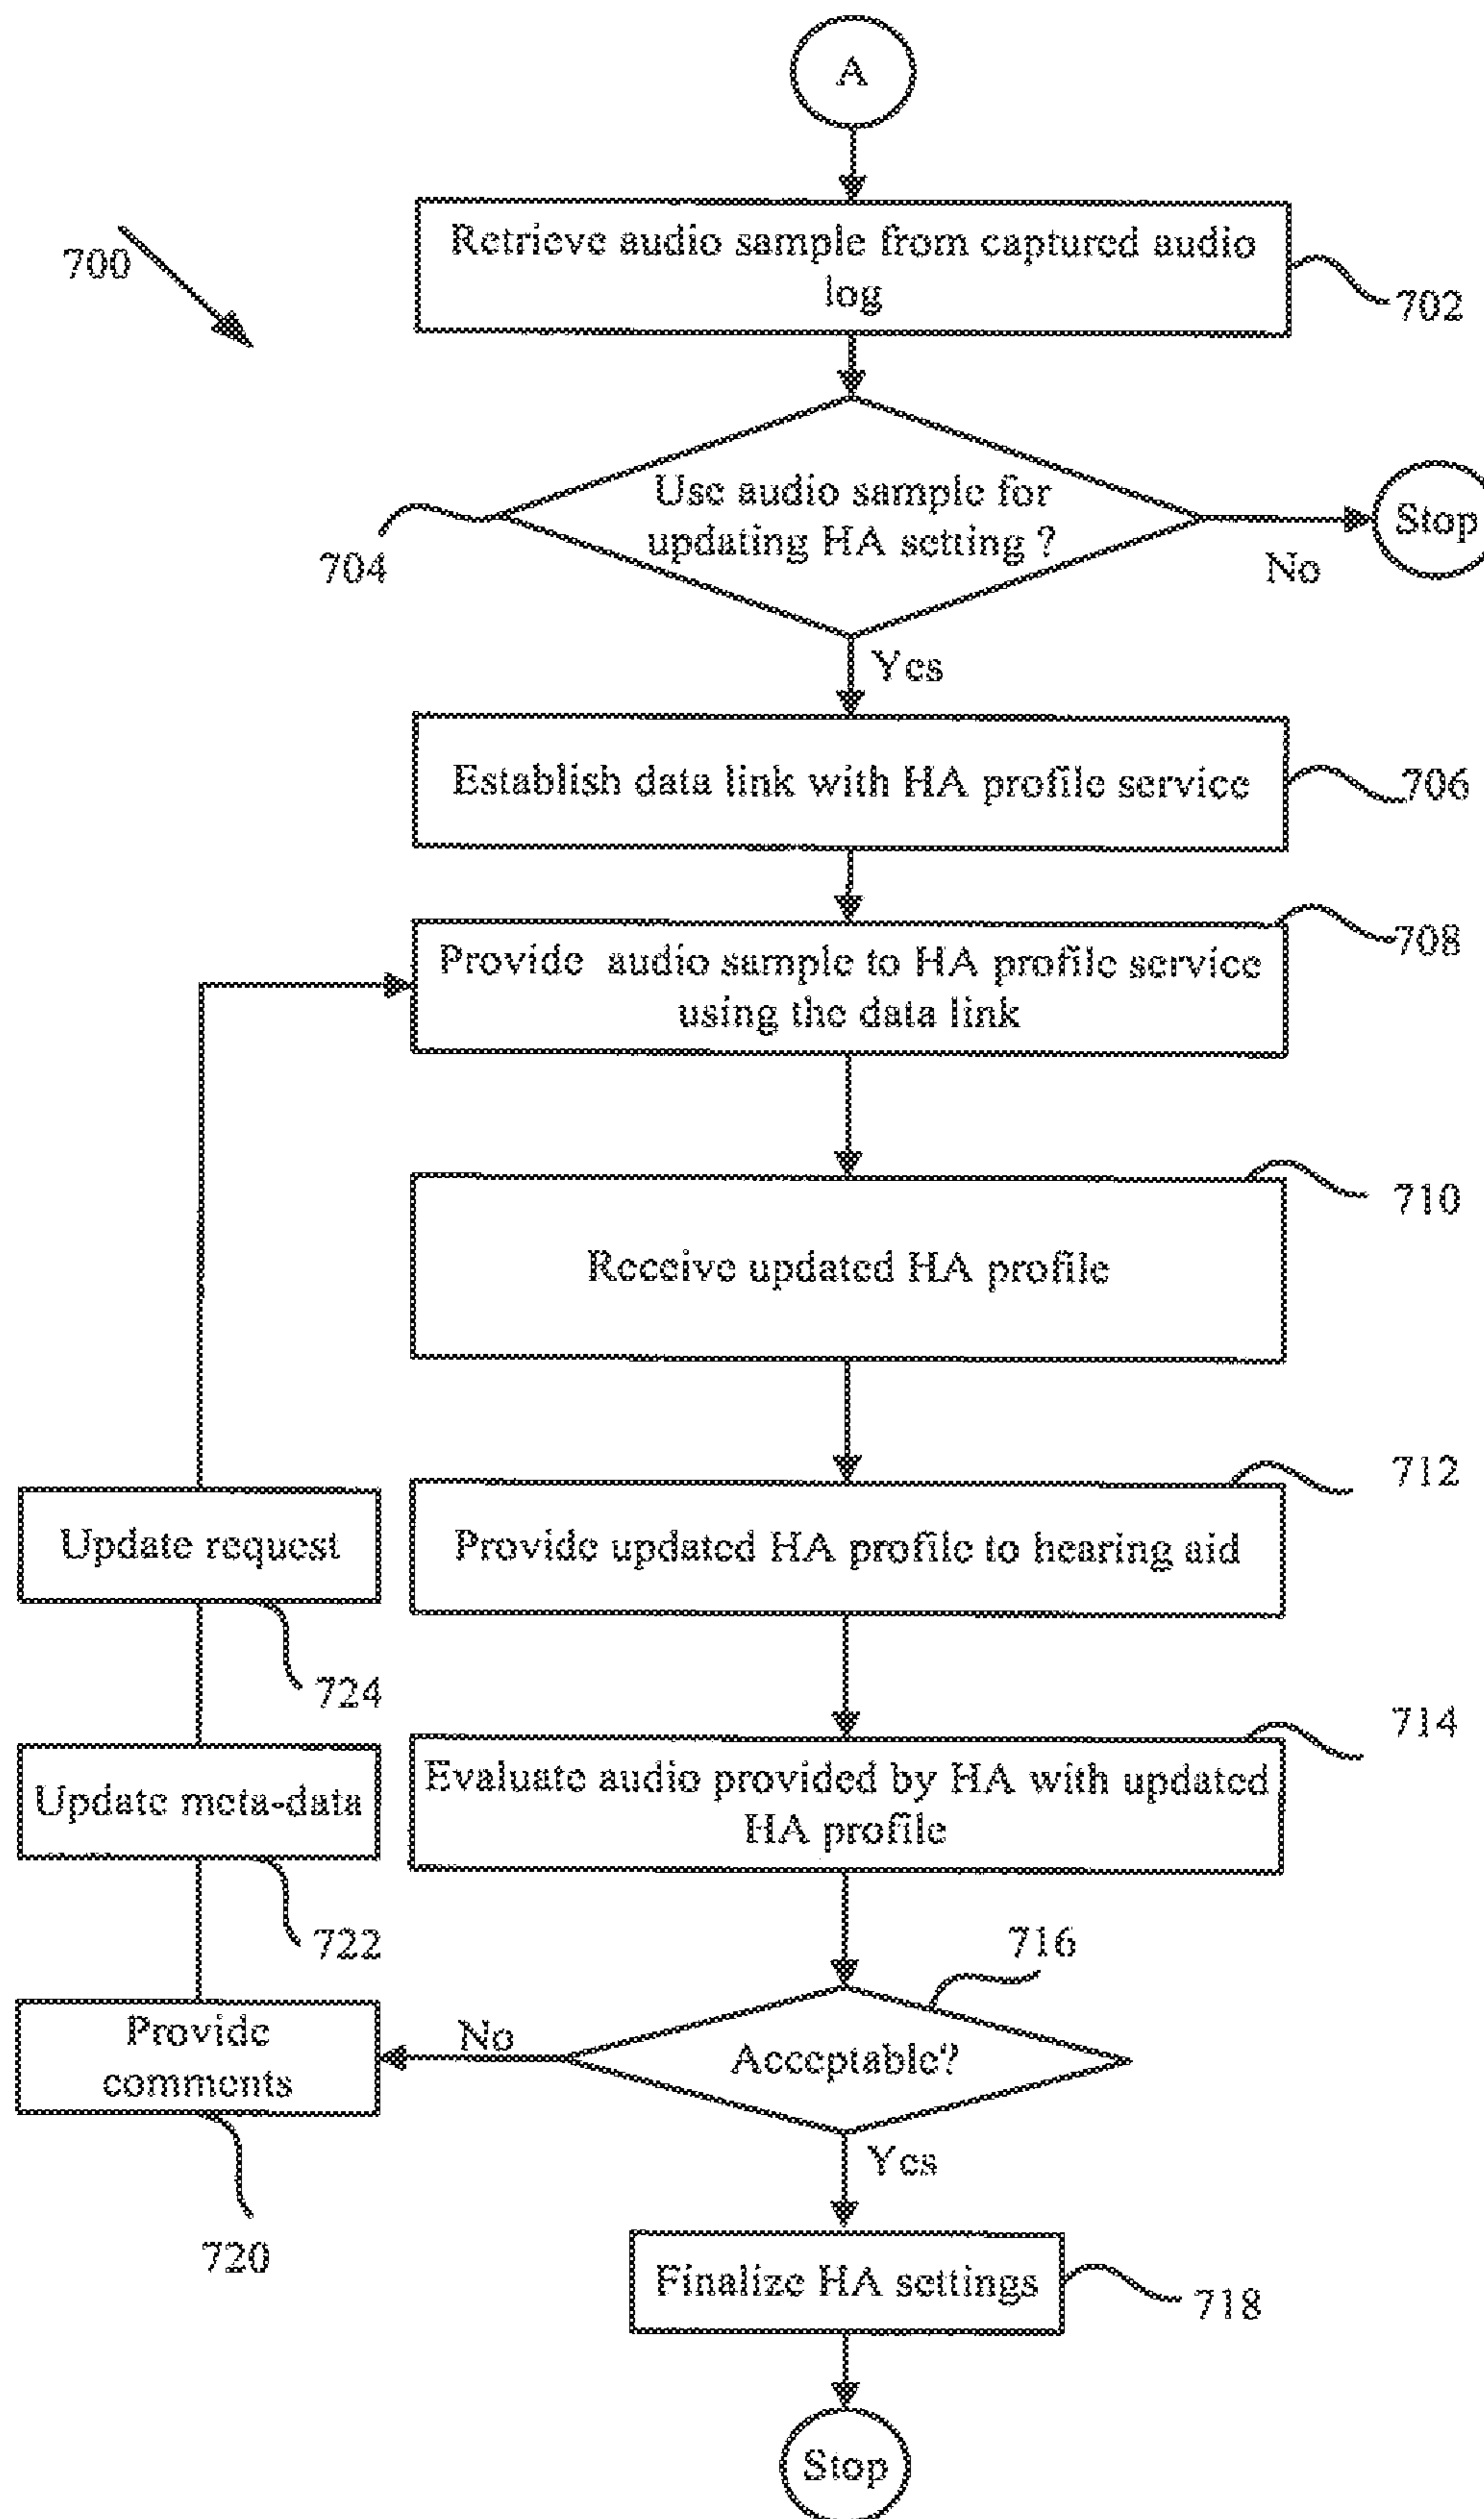 A
700
Retrieve audio sample from captured audio
log
702
Use audio sample for
updating HA setting ?
704
No
Stop
Yes
Establish data link with HA profile service
706
Provide audio sample to HA profile service
using the data link
708
Receive updated HA profile
710
Provide updated HA profile to hearing aid
712
Update request
724
Evaluate audio provided by HA with updated
HA profile
714
Update meta-data
722
Acceptable?
716
No
Provide
comments
720
Yes
Finalize HA settings
718
Stop